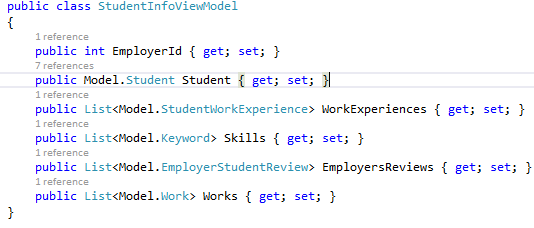 public class StudentInfoViewModel
{
1 reference
public int EmployerId { get; set; }
7 references
public Model.Student Student { get; set; }
1 reference
public List<Model.StudentWorkExperience> WorkExperiences { get; set; }
1 reference
public List<Model.Keyword> Skills { get; set; }
1 reference
public List<Model.EmployerStudentReview> EmployersReviews { get; set; }
1 reference
public List<Model.Work> Works { get; set; }
}